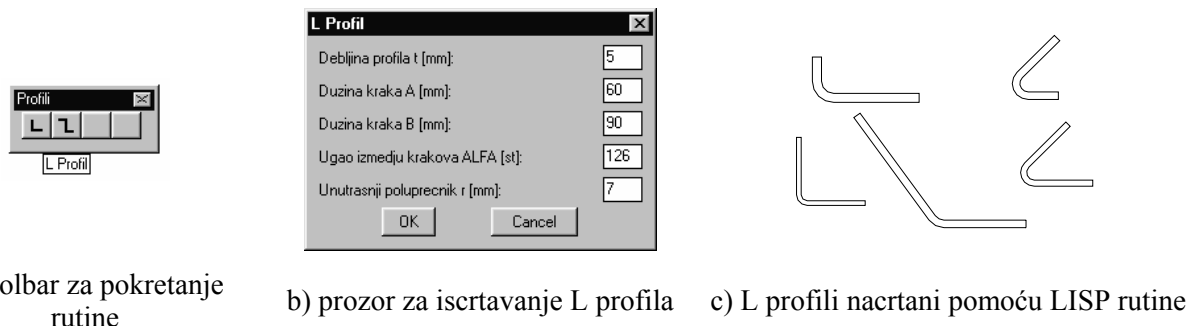 Profili
L Profil
L Profil
Debljina profila t [mm]: 5
Duzina kraka A [mm]: 60
Duzina kraka B [mm]: 90
Ugao izmedju krakova ALFA [st]: 126
Unutrasnji poluprecnik r [mm]: 7
OK Cancel
olbar za pokretanje
rutine
b) prozor za iscrtavanje L profila
c) L profili nacrtani pomoću LISP rutine